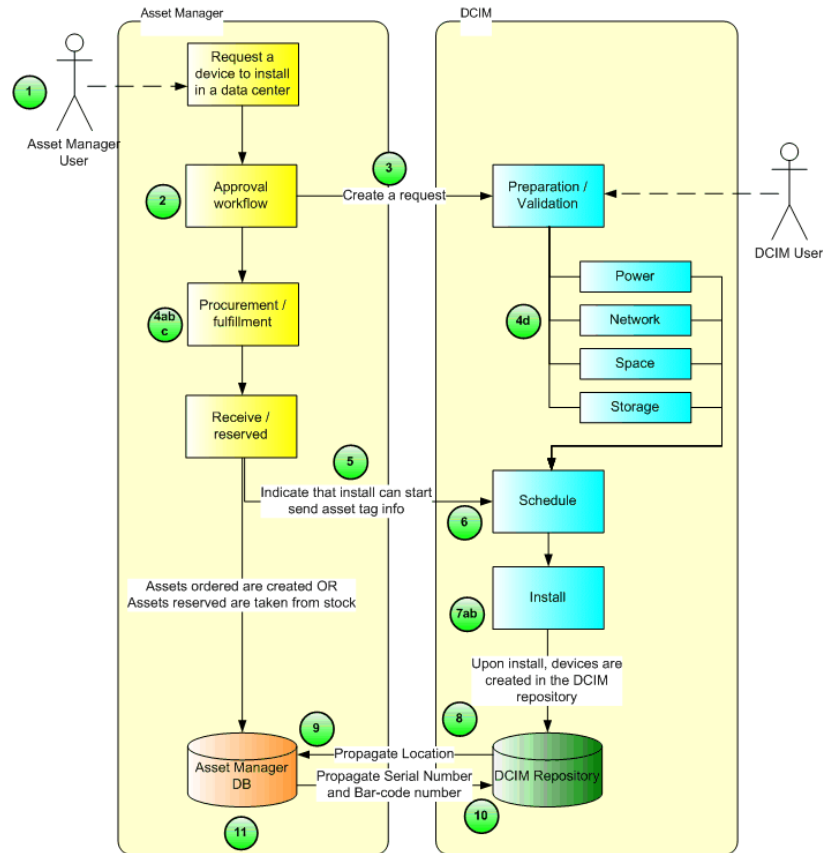 Asset Manager
DCIM
Request a
device to install
in a data center
1
Asset Manager
User
3
2
Approval
workflow
Create a request
Preparation /
Validation
DCIM User
4ab
c
Procurement /
fulfillment
4d
Power
Network
Space
Storage
Receive /
reserved
5
Indicate that install can start
send asset tag info
6
Schedule
Assets ordered are created OR
Assets reserved are taken from stock
7ab
Install
Upon install, devices are
created in the DCIM
repository
9
8
Propagate Location
Asset Manager
DB
Propagate Serial Number
and Bar-code number
DCIM Repository
11
10